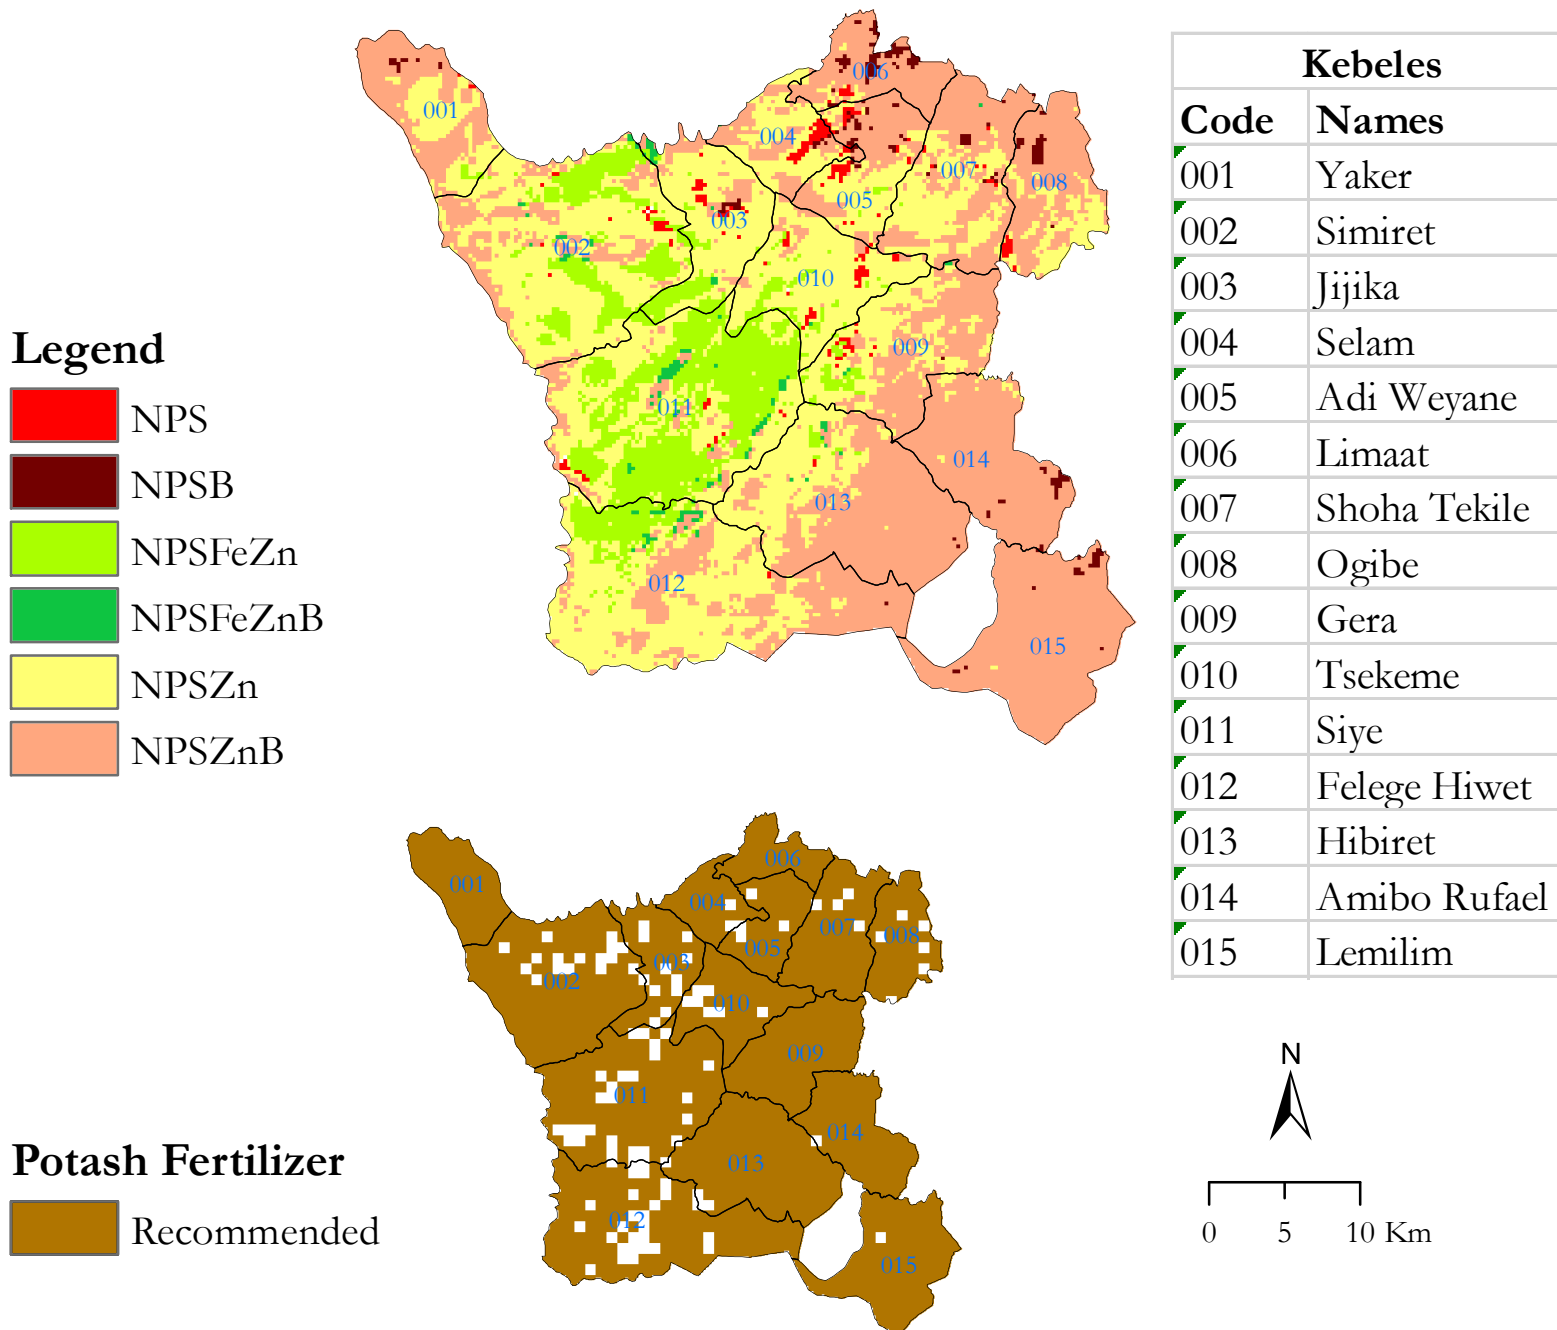 006
001
004
007
008
005
003
002
010
009
011
014
013
012
015
Legend
NPS
NPSB
NPSFeZn
NPSFeZnB
NPSZn
NPSZnB
Kebeles
Code Names
001 Yaker
002 Simiret
003 Jijika
004 Selam
005 Adi Weyane
006 Limaat
007 Shoha Tekile
008 Ogibe
009 Gera
010 Tsekeme
011 Siye
012 Felege Hiwet
013 Hibiret
014 Amibo Rufael
015 Lemilim
006
001
004
007
008
005
003
002
010
009
011
014
013
012
015
Potash Fertilizer
Recommended
N
0 5 10 Km